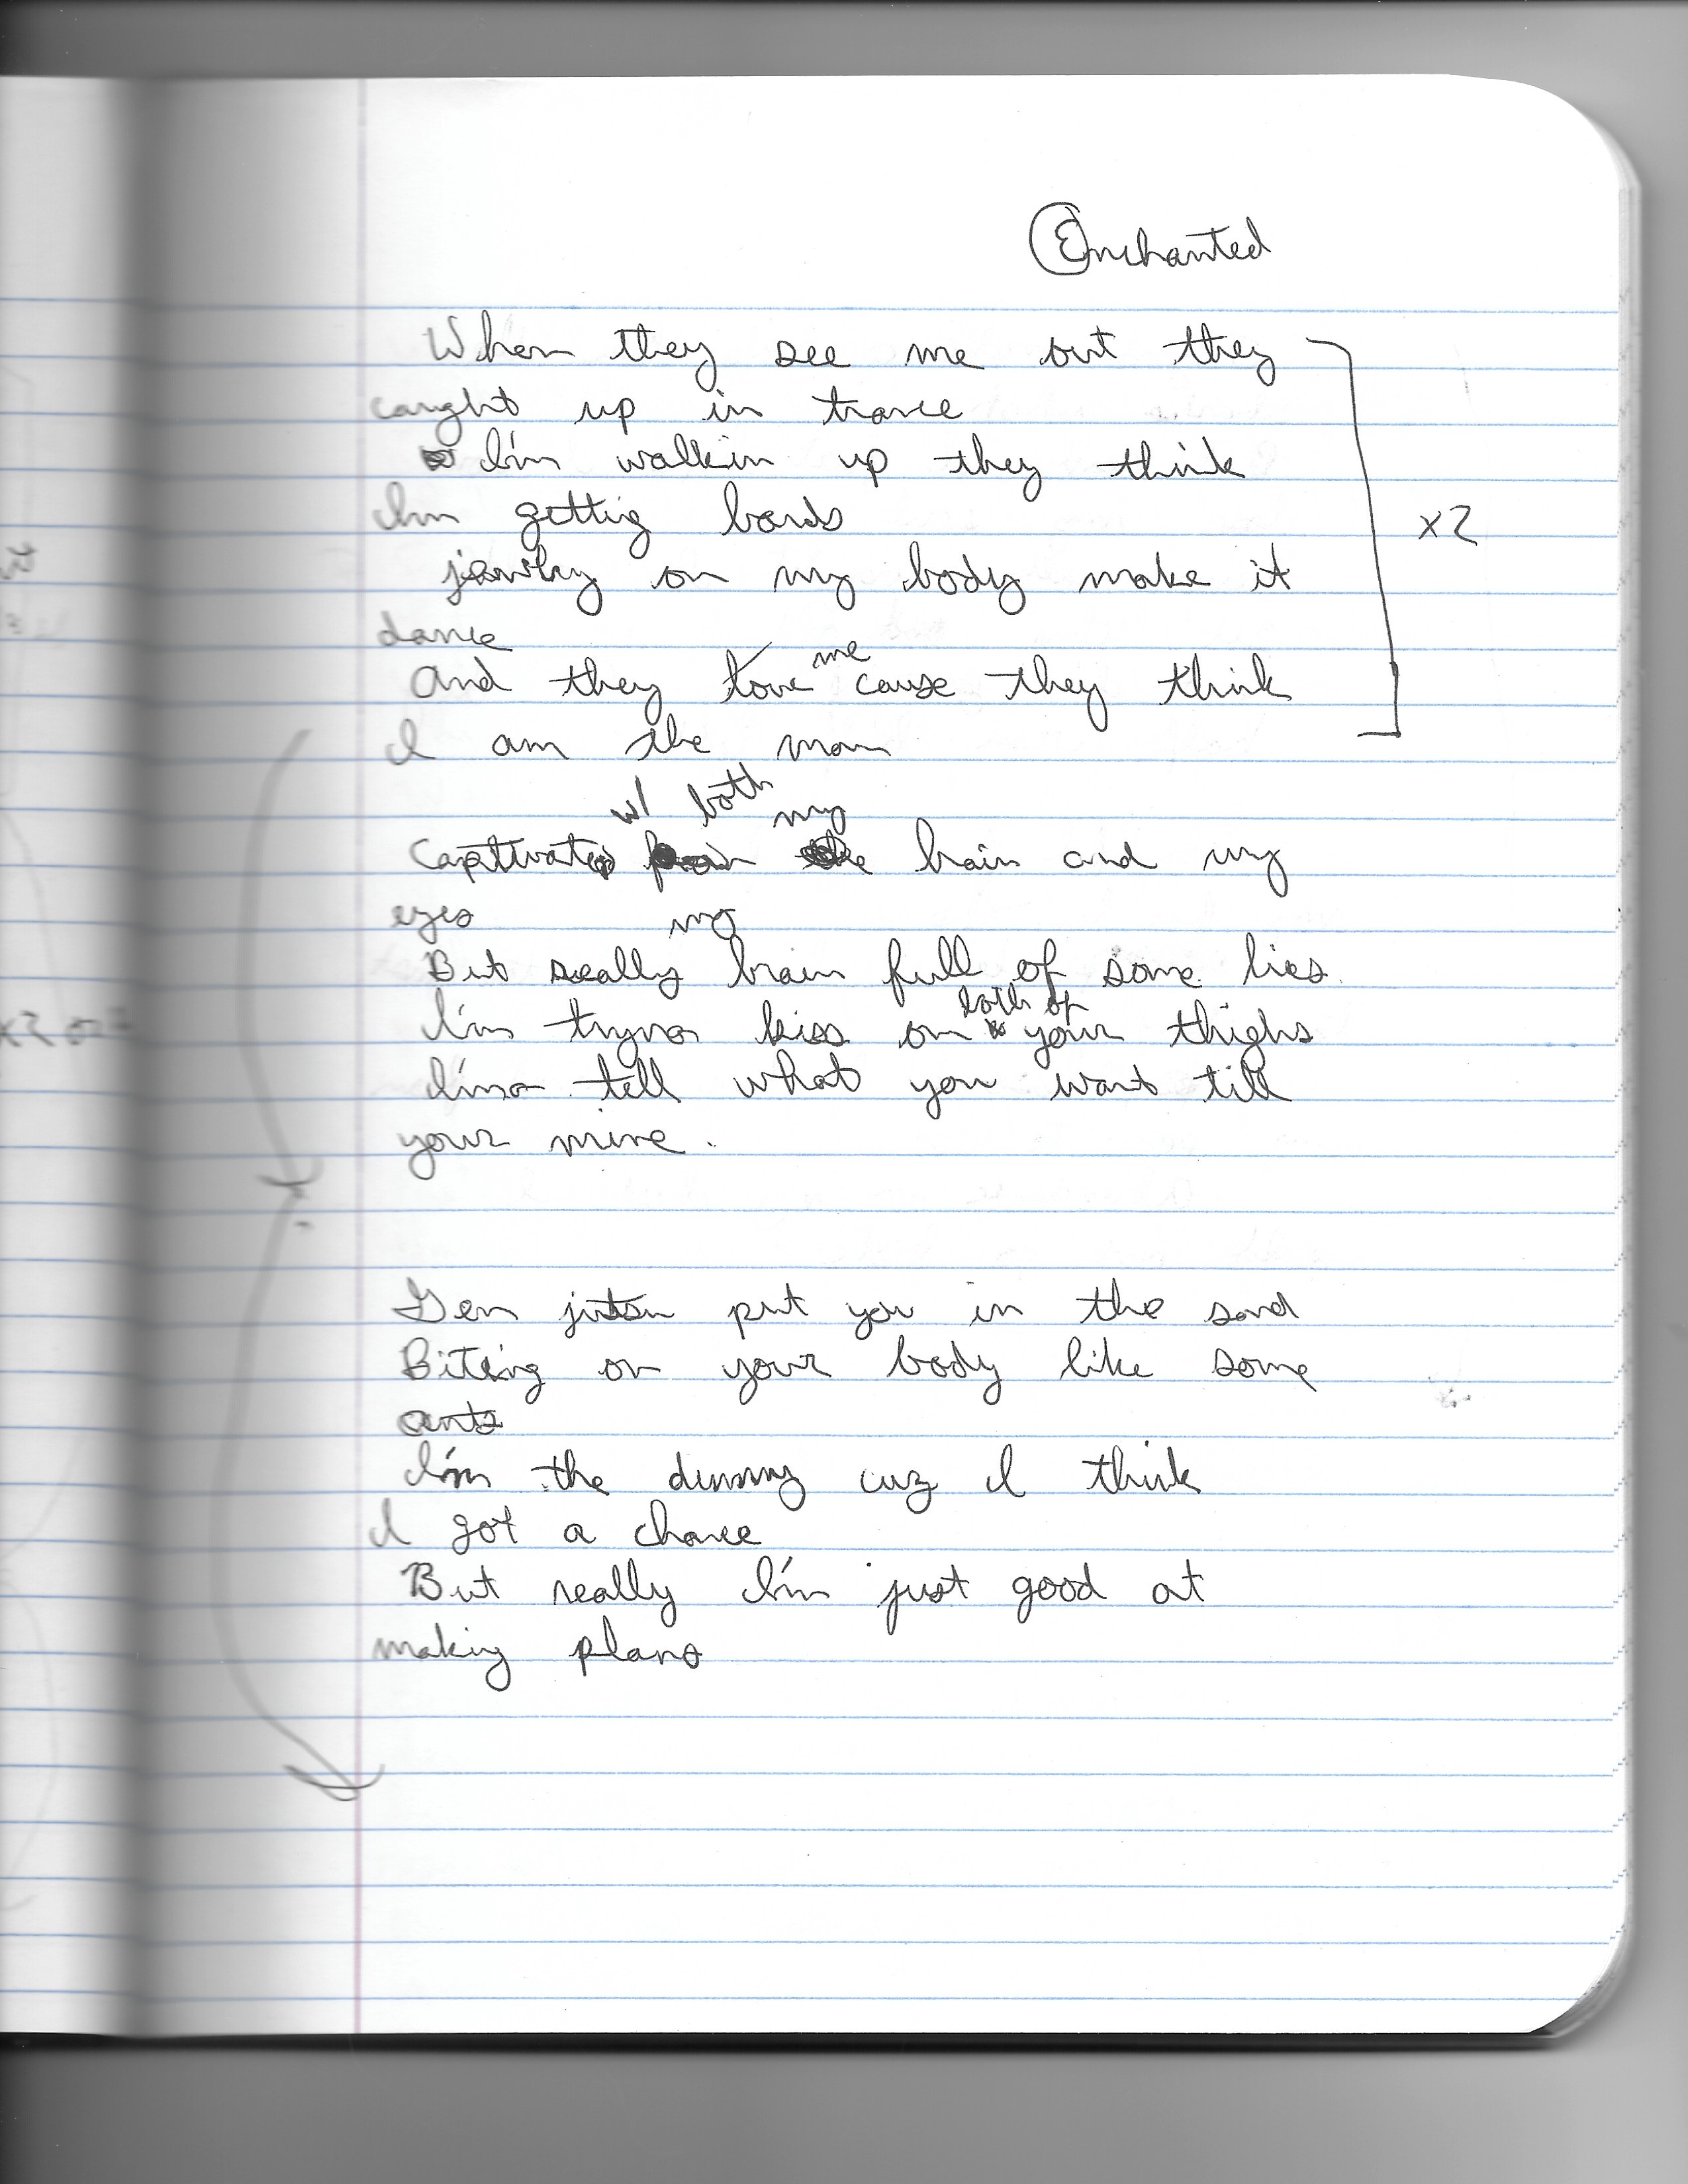 Enchanted
When they see me out they
caught up in trance
I'm walkin up they think
Im getting bands
x2
jewelry on my body make it
dance
me
And they love cause they think
I am the man
w/ both
my
Captivated brain and my
eyes
my
But really brain full of some lies
both of
I'm tryna kiss on your thighs
I'ma tell what you want till
your mine.
Gen jutsu put you in the sand
Biting on your body like some
ants
I'm the dummy cuz I think
I got a chance
But really I'm just good at
making plans